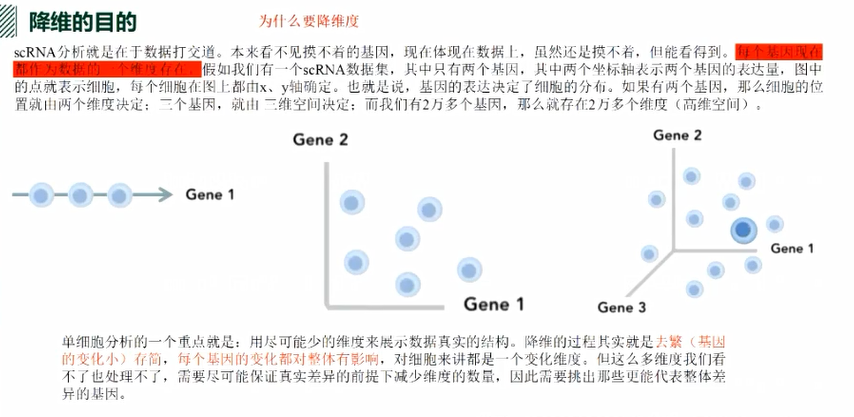 降维的目的
为什么要降维度
scRNA分析就是在于数据打交道。本来看不见摸不着的基因，现在体现在数据上，虽然还是摸不着，但能看得到。每个基因现在
都作为数据的一个维度存在。假如我们有一个scRNA数据集，其中只有两个基因，其中两个坐标轴表示两个基因的表达量，图中
的点就表示细胞，每个细胞在图上都由x、y轴确定。也就是说，基因的表达决定了细胞的分布。如果有两个基因，那么细胞的位
置就由两个维度决定；三个基因，就由 三维空间决定；而我们有2万多个基因，那么就存在2万多个维度（高维空间）。
Gene 1
Gene 2
Gene 1
Gene 2
Gene 1
Gene 3
单细胞分析的一个重点就是：用尽可能少的维度来展示数据真实的结构。降维的过程其实就是去繁（基因
的变化小）存简，每个基因的变化都对整体有影响，对细胞来讲都是一个变化维度。但这么多维度我们看
不了也处理不了，需要尽可能保证真实差异的前提下减少维度的数量，因此需要挑出那些更能代表整体差
异的基因。